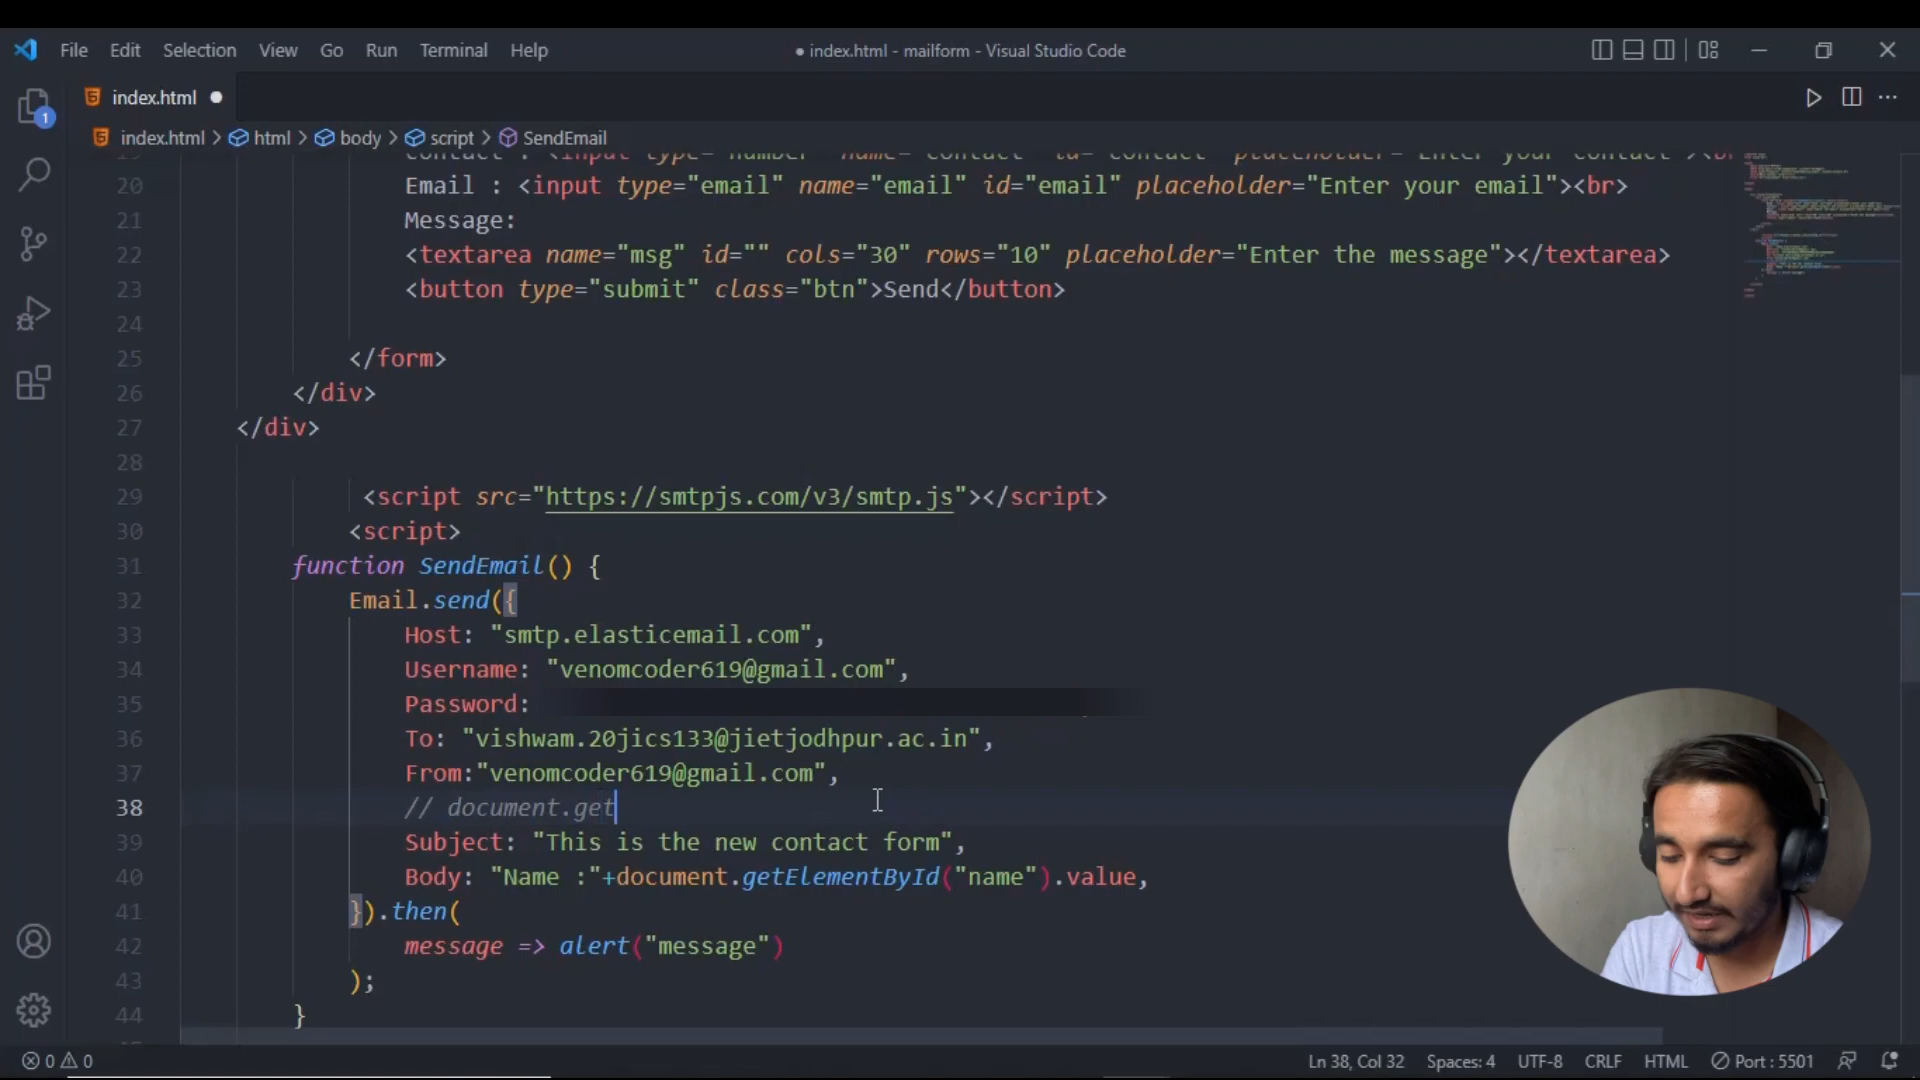 File Edit Selection View Go Run Terminal Help
● index.html - mailform - Visual Studio Code
index.html ●
index.html > html > body > script > SendEmail
1
20 Email : <input type="email" name="email" id="email" placeholder="Enter your email"><br>
21 Message:
22 <textarea name="msg" id="" cols="30" rows="10" placeholder="Enter the message"></textarea>
23 <button type="submit" class="btn">Send</button>
24
25 </form>
26 </div>
27 </div>
28
29 <script src="https://smtpjs.com/v3/smtp.js"></script>
30 <script>
31 function SendEmail() {
32 Email.send({
33 Host: "smtp.elasticemail.com",
34 Username: "venomcoder619@gmail.com",
35 Password:
36 To: "vishwam.20jics133@jietjodhpur.ac.in",
37 From:"venomcoder619@gmail.com",
38 // document.get
39 Subject: "This is the new contact form",
40 Body: "Name :"+document.getElementById("name").value,
41 }).then(
42 message => alert("message")
43 );
44 }
0 0 Ln 38, Col 32 Spaces: 4 UTF-8 CRLF HTML Port : 5501